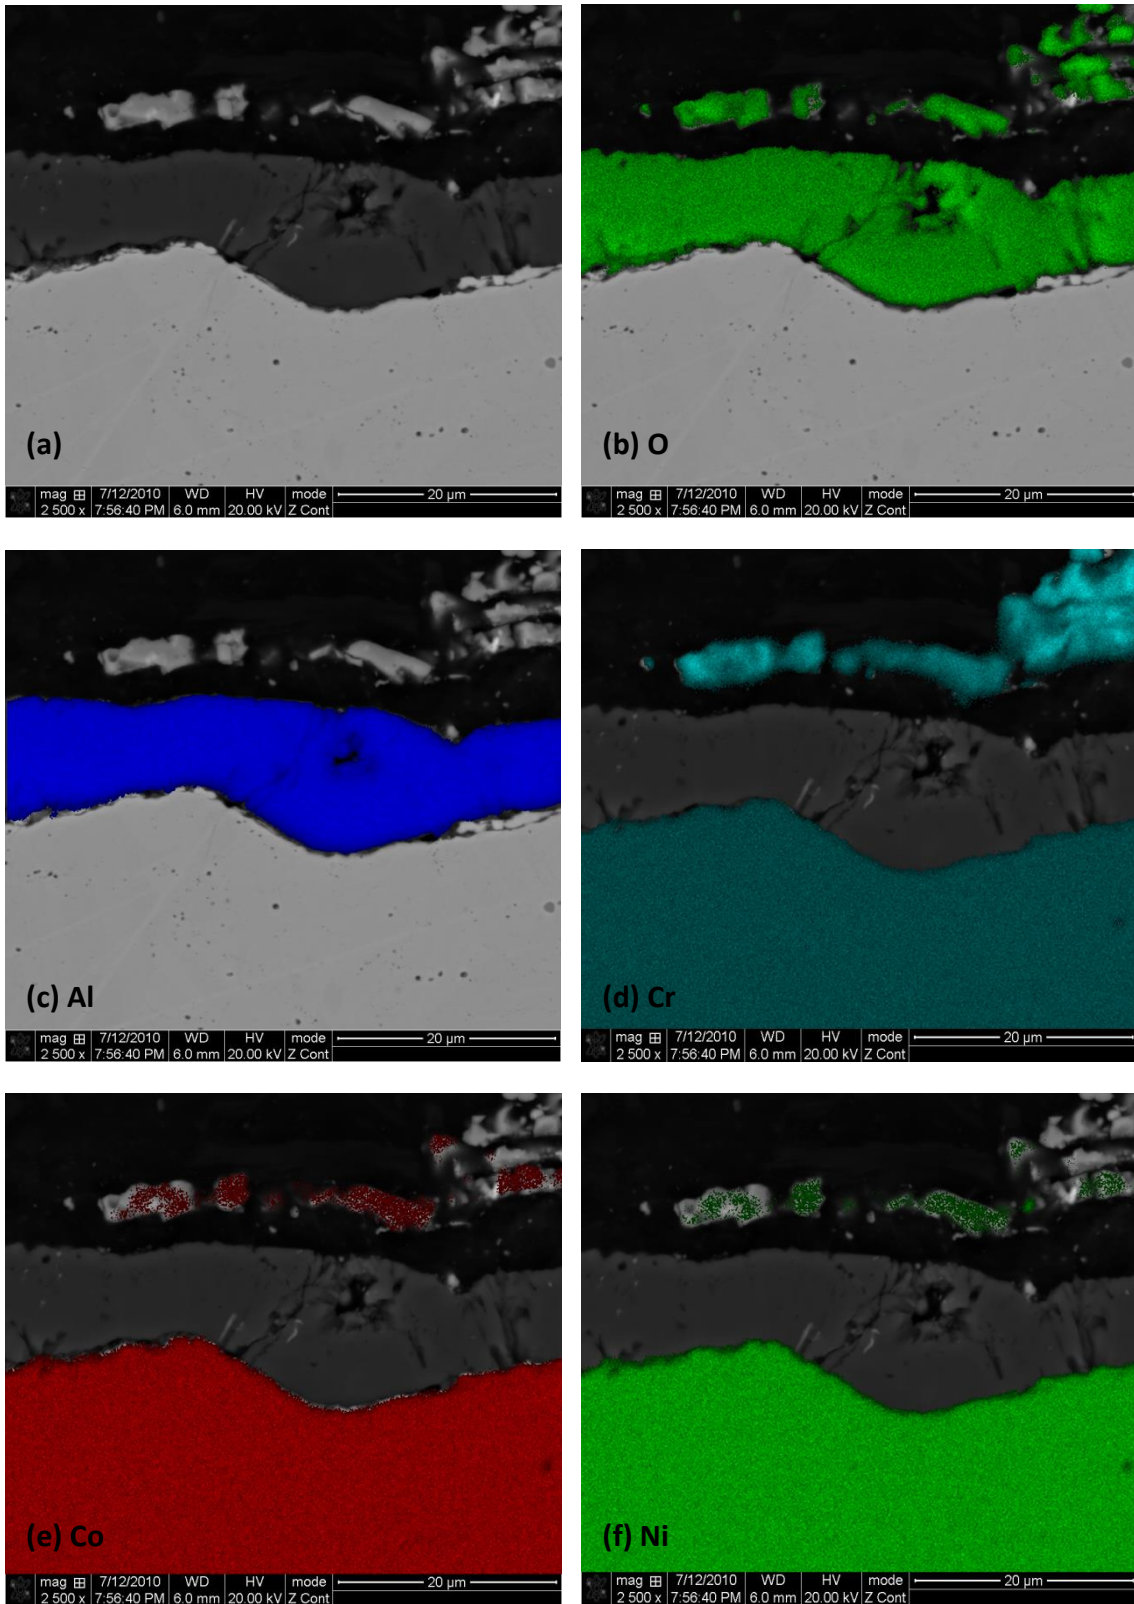 (a)
mag 7/12/2010 WD HV mode 20 µm
2 500 x 7:56:40 PM 6.0 mm 20.00 kV Z Cont
(b) O
mag 7/12/2010 WD HV mode 20 µm
2 500 x 7:56:40 PM 6.0 mm 20.00 kV Z Cont
(c) Al
mag 7/12/2010 WD HV mode 20 µm
2 500 x 7:56:40 PM 6.0 mm 20.00 kV Z Cont
(d) Cr
mag 7/12/2010 WD HV mode 20 µm
2 500 x 7:56:40 PM 6.0 mm 20.00 kV Z Cont
(e) Co
mag 7/12/2010 WD HV mode 20 µm
2 500 x 7:56:40 PM 6.0 mm 20.00 kV Z Cont
(f) Ni
mag 7/12/2010 WD HV mode 20 µm
2 500 x 7:56:40 PM 6.0 mm 20.00 kV Z Cont